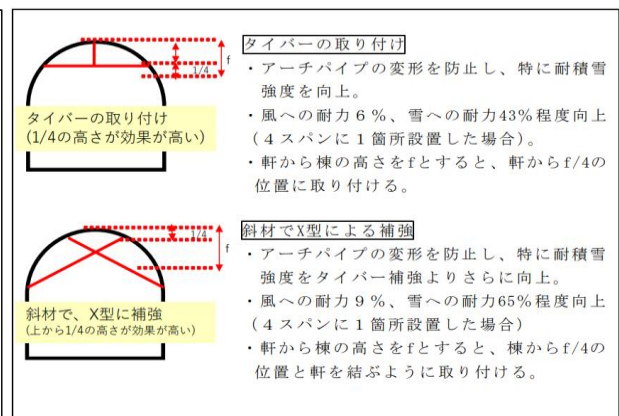 タイバーの取り付け
・アーチパイプの変形を防止し、特に耐積雪
強度を向上。
・風への耐力６％、雪への耐力43％程度向上
（４スパンに１箇所設置した場合）。
・軒から棟の高さをfとすると、軒からf/4の
位置に取り付ける。
1/4
f
タイバーの取り付け
(1/4の高さが効果が高い)
斜材でX型による補強
・アーチパイプの変形を防止し、特に耐積雪
強度をタイバー補強よりさらに向上。
・風への耐力９％、雪への耐力65％程度向上
（４スパンに１箇所設置した場合）
・軒から棟の高さをfとすると、棟からf/4の
位置と軒を結ぶように取り付ける。
1/4
f
斜材で、X型に補強
(上から1/4の高さが効果が高い)